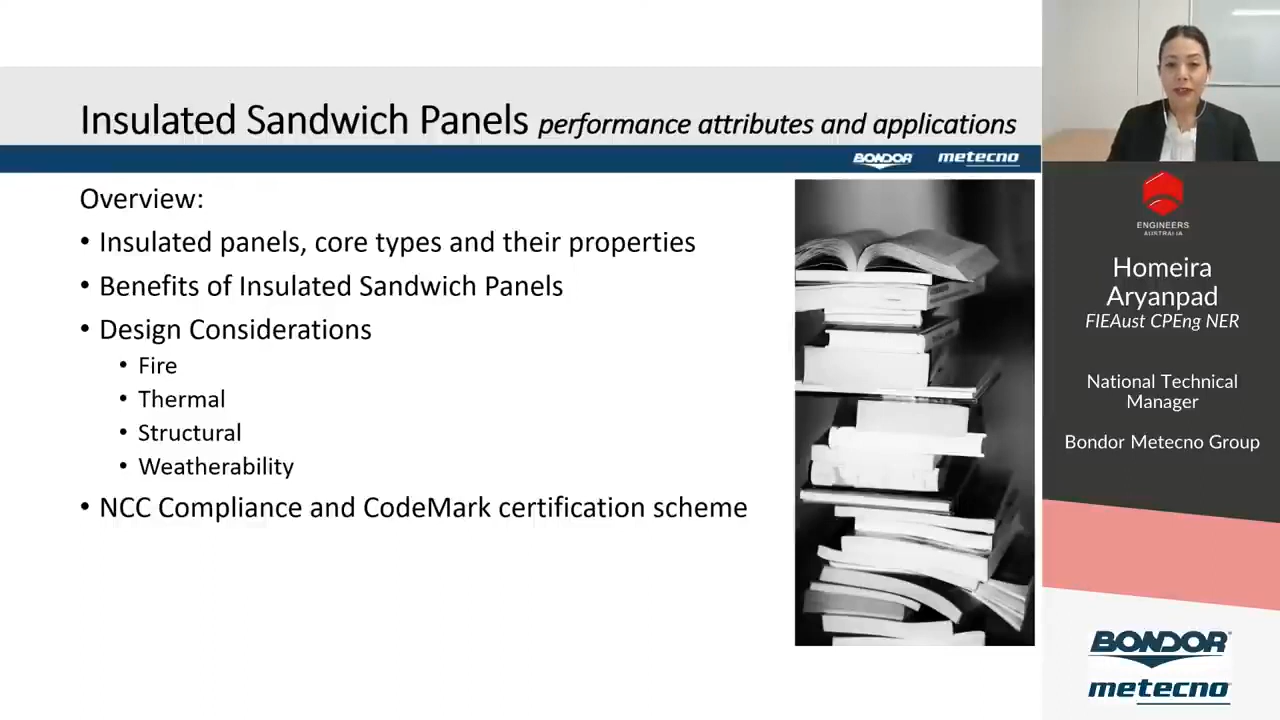 Insulated Sandwich Panels performance attributes and applications
BONDOR metecno
Overview:
• Insulated panels, core types and their properties
• Benefits of Insulated Sandwich Panels
• Design Considerations
• Fire
• Thermal
• Structural
• Weatherability
• NCC Compliance and CodeMark certification scheme
ENGINEERS
AUSTRALIA
Homeira
Aryanpad
FIEAust CPEng NER
National Technical
Manager
Bondor Metecno Group
BONDOR
metecno